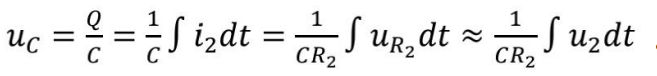 u_C = Q/C = 1/C ∫ i_2 dt = 1/(CR_2) ∫ u_{R_2} dt ≈ 1/(CR_2) ∫ u_2 dt